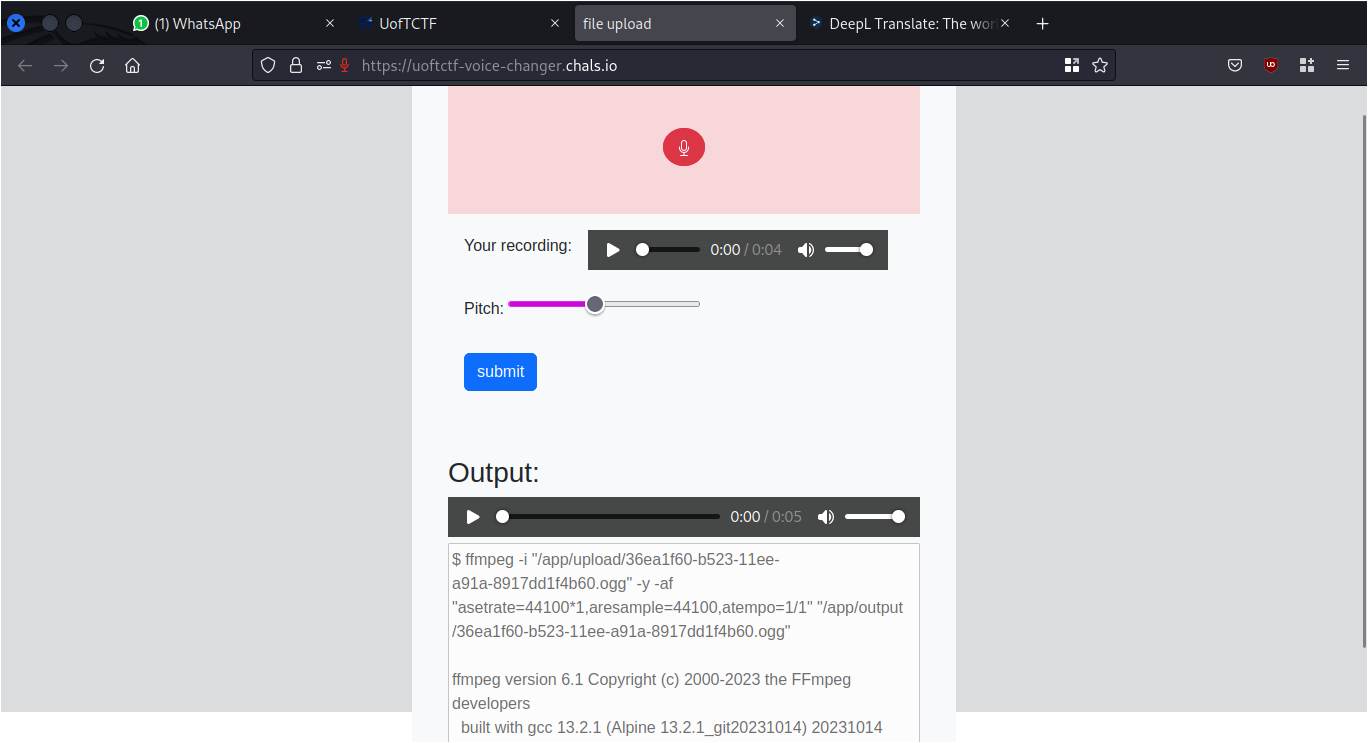 (1) WhatsApp
UofTCTF
file upload
DeepL Translate: The wor
https://uoftctf-voice-changer.chals.io
Your recording:
0:00 / 0:04
Pitch:
submit
Output:
0:00 / 0:05
$ ffmpeg -i "/app/upload/36ea1f60-b523-11ee-
a91a-8917dd1f4b60.ogg" -y -af
"asetrate=44100*1,aresample=44100,atempo=1/1" "/app/output
/36ea1f60-b523-11ee-a91a-8917dd1f4b60.ogg"
ffmpeg version 6.1 Copyright (c) 2000-2023 the FFmpeg
developers
built with gcc 13.2.1 (Alpine 13.2.1_git20231014) 20231014